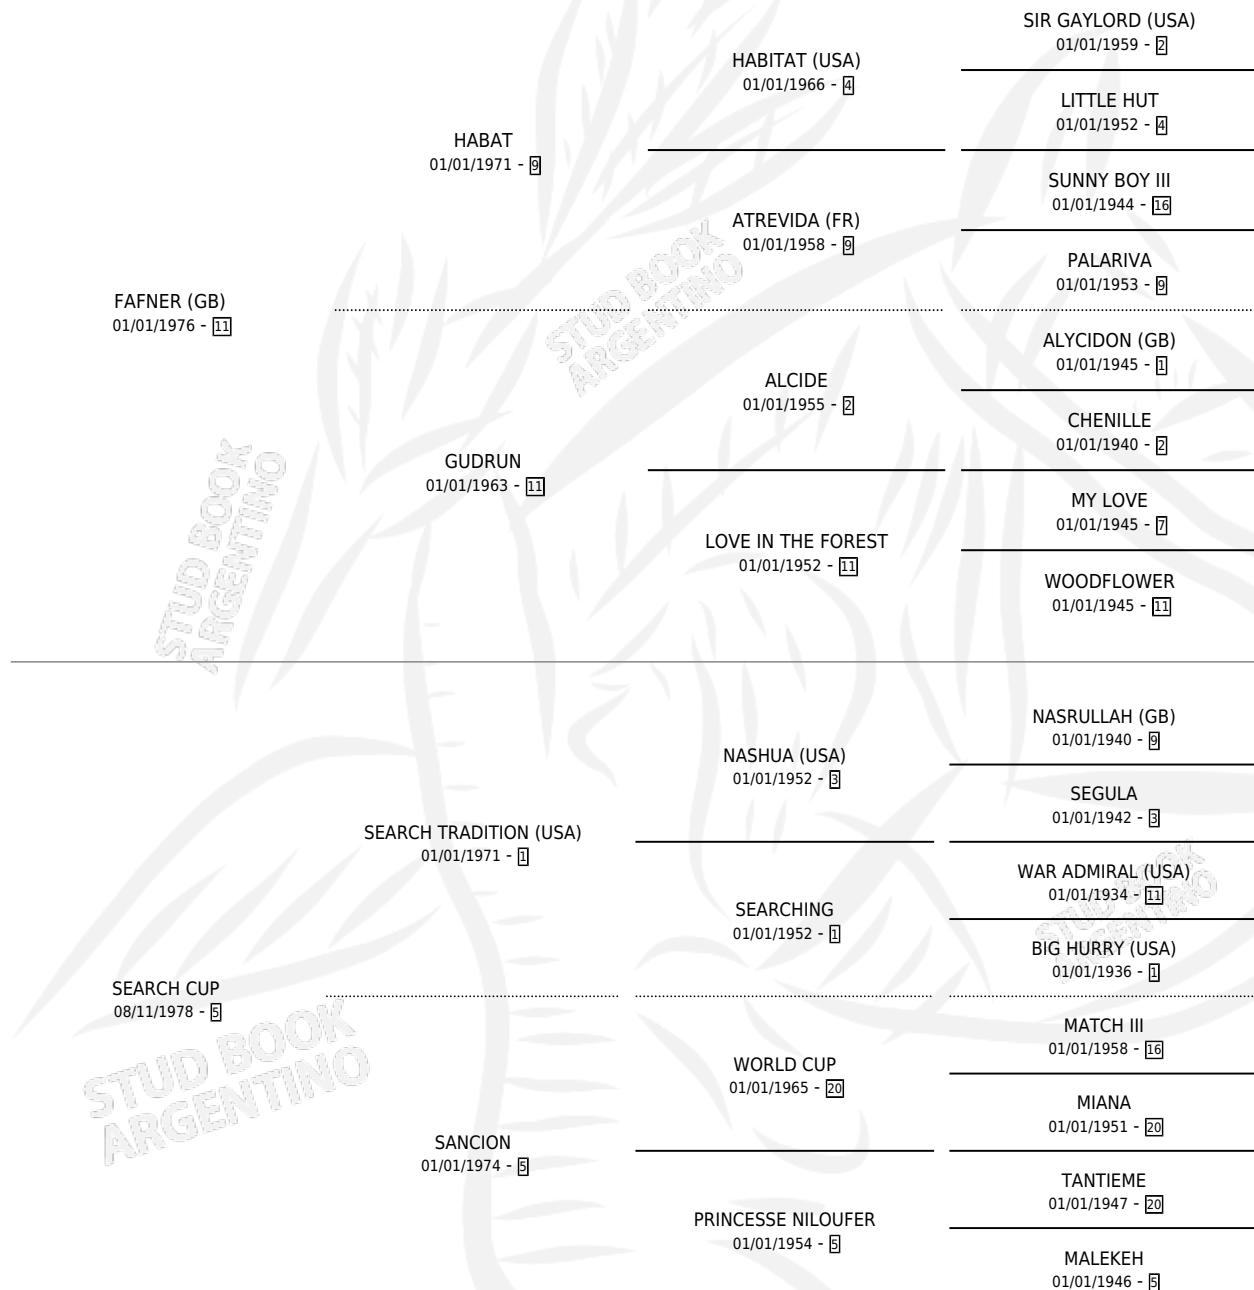 SIR GAYLORD (USA)
01/01/1959 - 2
HABITAT (USA)
01/01/1966 - 4
LITTLE HUT
01/01/1952 - 4
HABAT
01/01/1971 - 9
SUNNY BOY III
01/01/1944 - 16
ATREVIDA (FR)
01/01/1958 - 9
PALARIVA
01/01/1953 - 9
FAFNER (GB)
01/01/1976 - 11
ALYCIDON (GB)
01/01/1945 - 1
ALCIDE
01/01/1955 - 2
CHENILLE
01/01/1940 - 2
GUDRUN
01/01/1963 - 11
MY LOVE
01/01/1945 - 7
LOVE IN THE FOREST
01/01/1952 - 11
WOODFLOWER
01/01/1945 - 11
NASRULLAH (GB)
01/01/1940 - 9
NASHUA (USA)
01/01/1952 - 3
SEGULA
01/01/1942 - 3
SEARCH TRADITION (USA)
01/01/1971 - 1
WAR ADMIRAL (USA)
01/01/1934 - 11
SEARCHING
01/01/1952 - 1
BIG HURRY (USA)
01/01/1936 - 1
SEARCH CUP
08/11/1978 - 5
MATCH III
01/01/1958 - 16
WORLD CUP
01/01/1965 - 20
MIANA
01/01/1951 - 20
SANCION
01/01/1974 - 5
TANTIEME
01/01/1947 - 20
PRINCESSE NILOUFER
01/01/1954 - 5
MALEKEH
01/01/1946 - 5
STUD BOOK
ARGENTINO
STUD BOOK
ARGENTINO
STUD BOOK
ARGENTINO
STUD BOOK
ARGENTINO